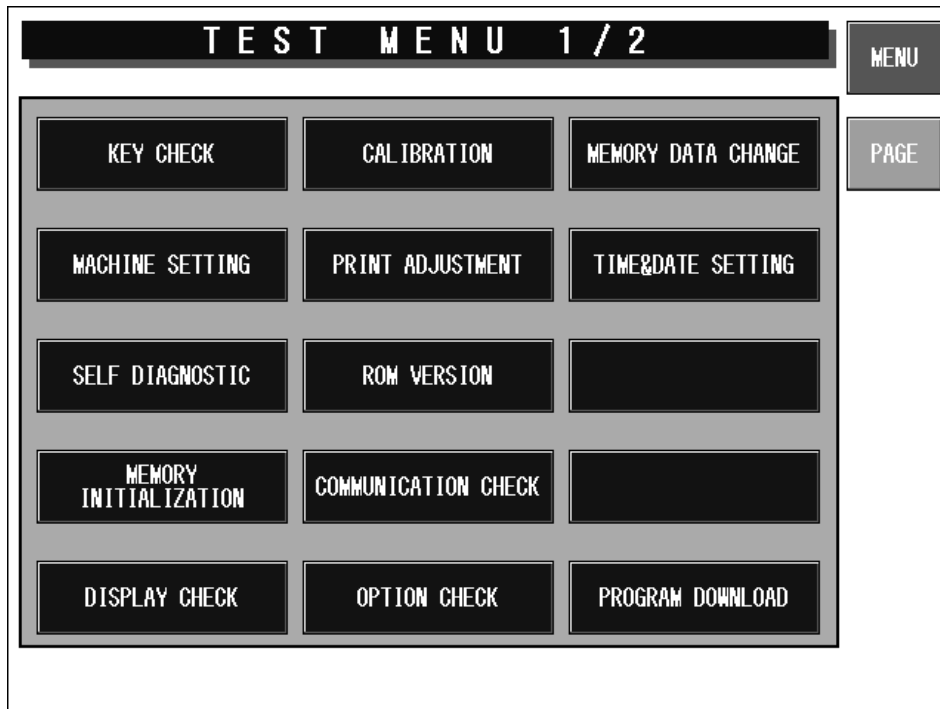 TEST MENU 1/2
MENU
KEY CHECK
CALIBRATION
MEMORY DATA CHANGE
PAGE
MACHINE SETTING
PRINT ADJUSTMENT
TIME&DATE SETTING
SELF DIAGNOSTIC
ROM VERSION
MEMORY
INITIALIZATION
COMMUNICATION CHECK
DISPLAY CHECK
OPTION CHECK
PROGRAM DOWNLOAD